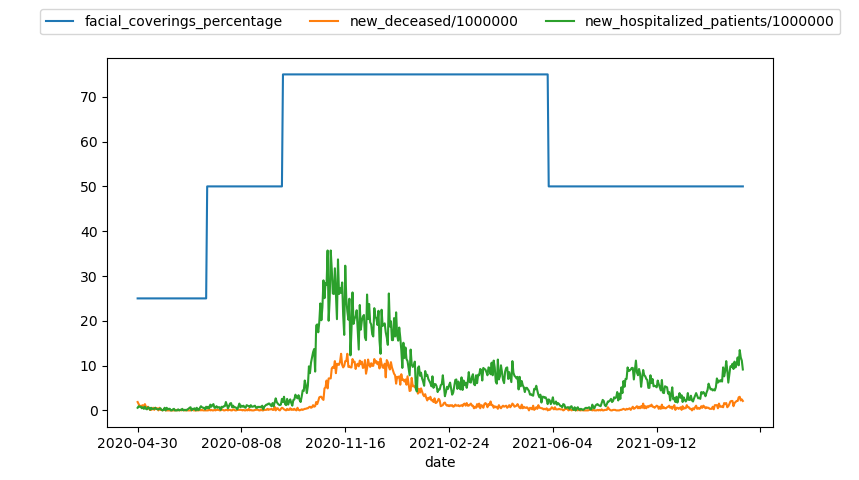 facial_coverings_percentage new_deceased/1000000 new_hospitalized_patients/1000000
70
60
50
40
30
20
10
0
2020-04-30 2020-08-08 2020-11-16 2021-02-24 2021-06-04 2021-09-12
date